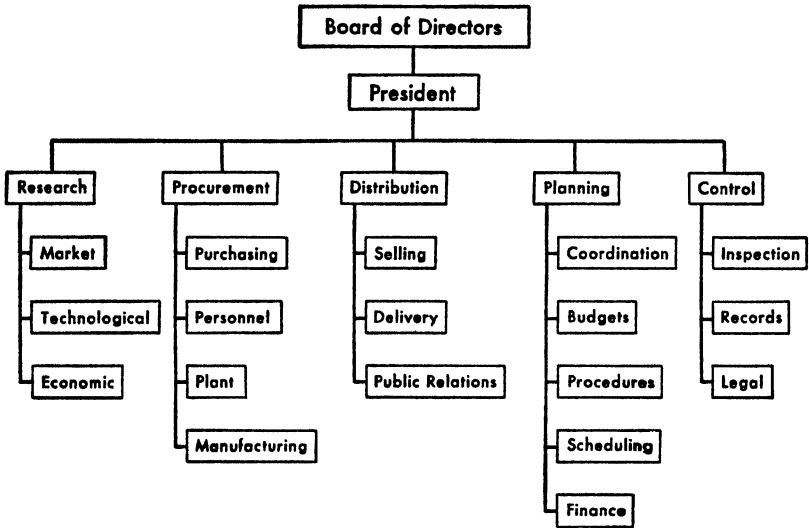 Board of Directors
President
Research
Procurement
Distribution
Planning
Control
Market
Purchasing
Selling
Coordination
Inspection
Technological
Personnel
Delivery
Budgets
Records
Economic
Plant
Public Relations
Procedures
Legal
Manufacturing
Scheduling
Finance